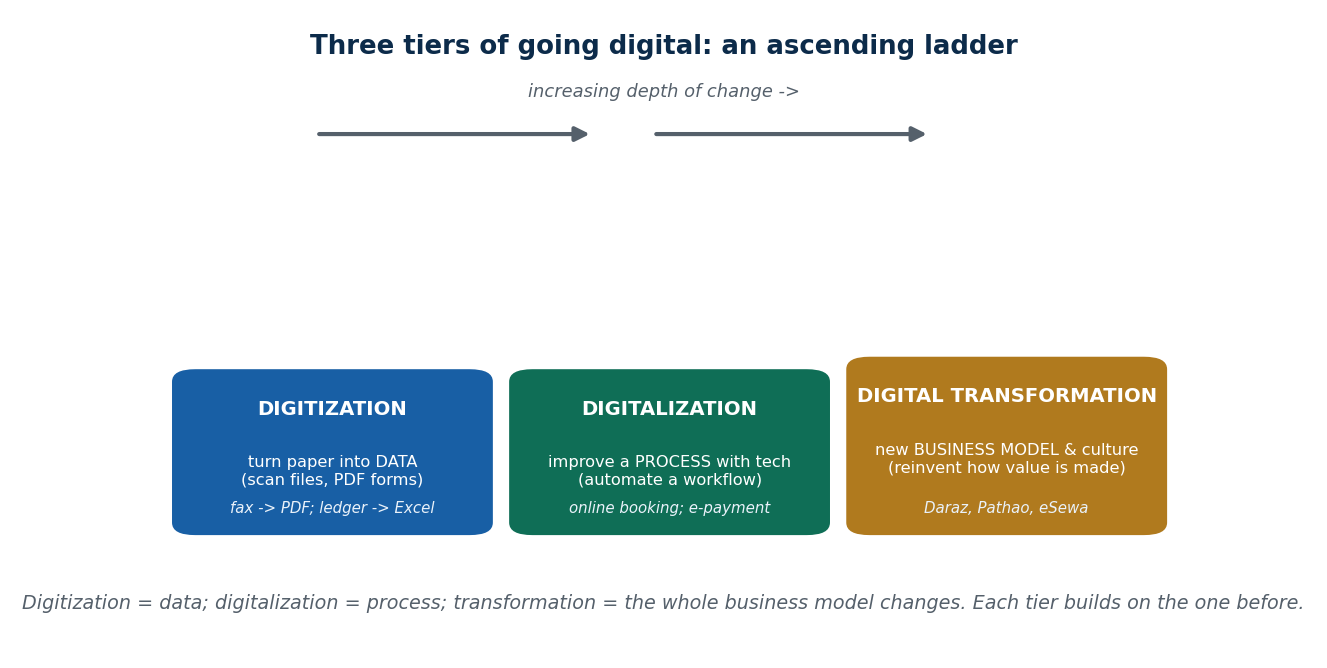 Three tiers of going digital: an ascending ladder
increasing depth of change ->
DIGITIZATION
turn paper into DATA
(scan files, PDF forms)
fax -> PDF; ledger -> Excel
DIGITALIZATION
improve a PROCESS with tech
(automate a workflow)
online booking; e-payment
DIGITAL TRANSFORMATION
new BUSINESS MODEL & culture
(reinvent how value is made)
Daraz, Pathao, eSewa
Digitization = data; digitalization = process; transformation = the whole business model changes. Each tier builds on the one before.